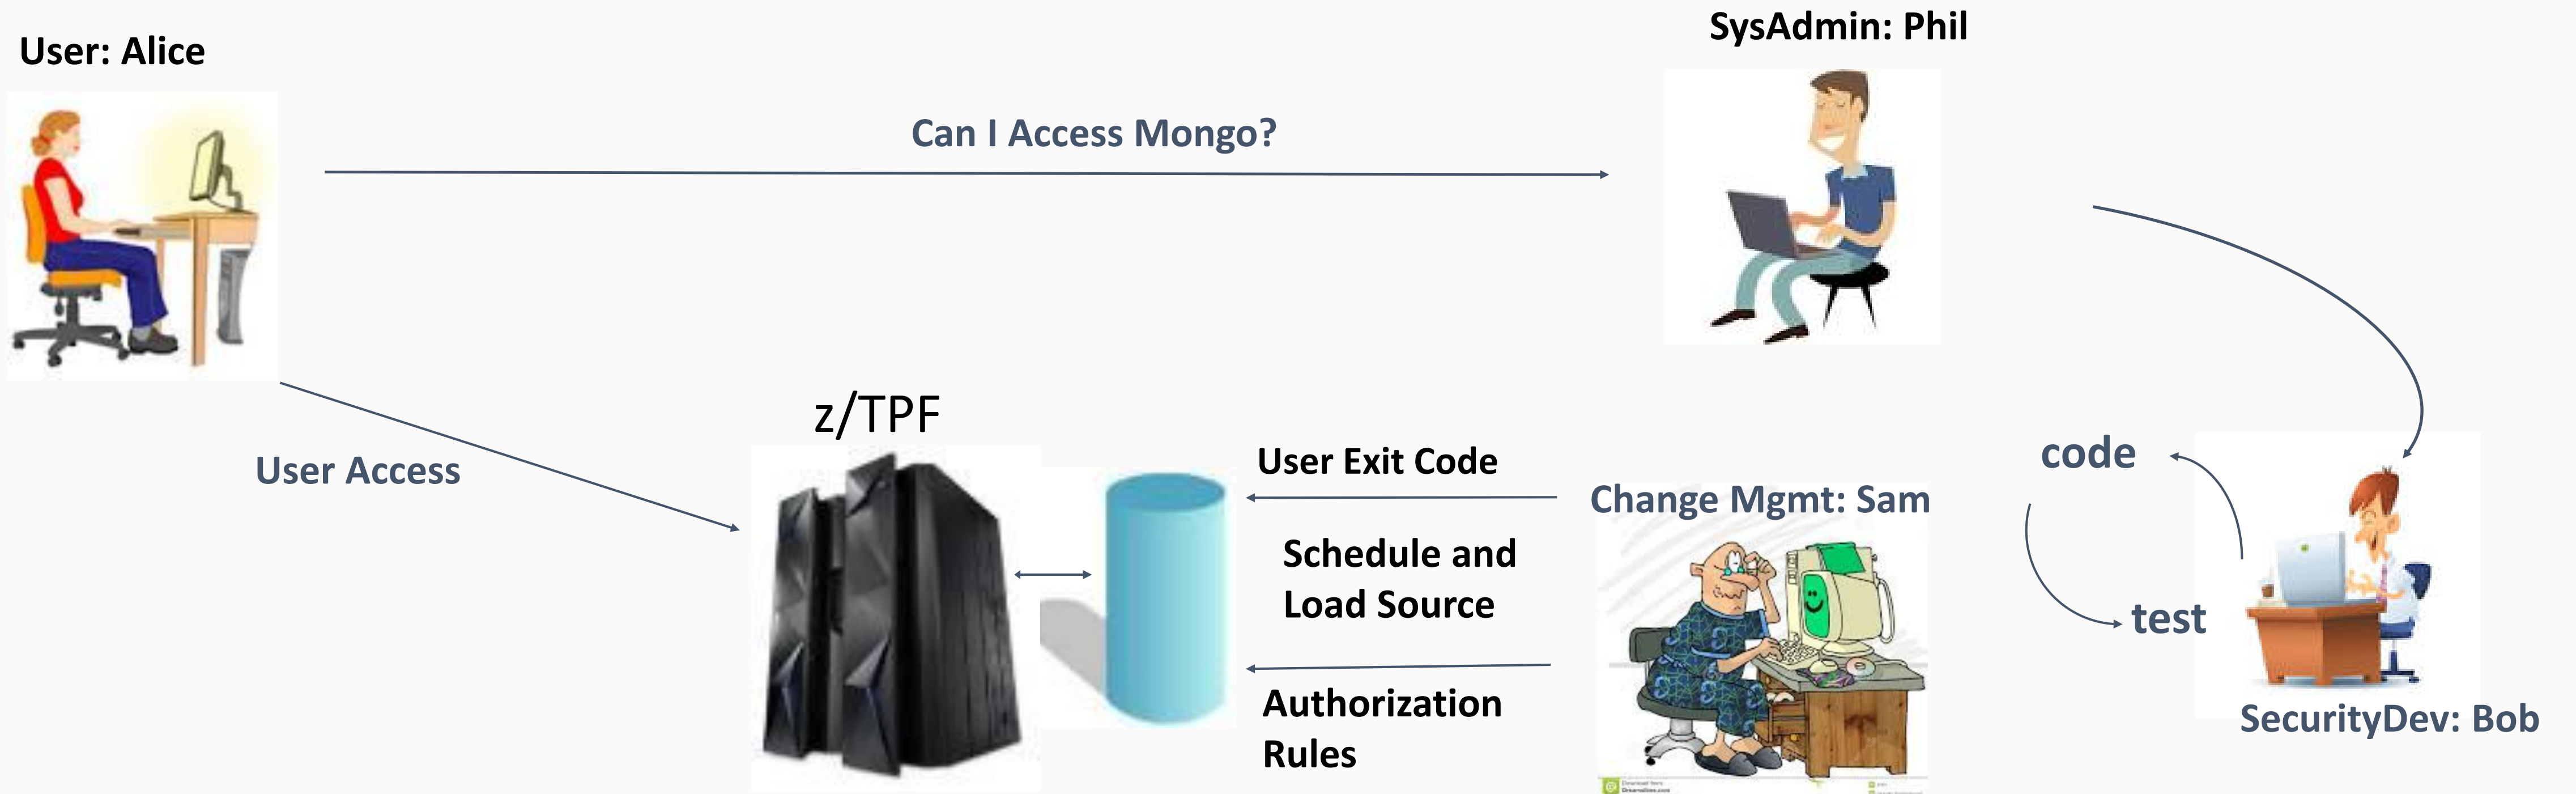 User: Alice
SysAdmin: Phil
Can I Access Mongo?
z/TPF
User Access
User Exit Code
Change Mgmt: Sam
code
Schedule and
Load Source
test
Authorization
Rules
SecurityDev: Bob